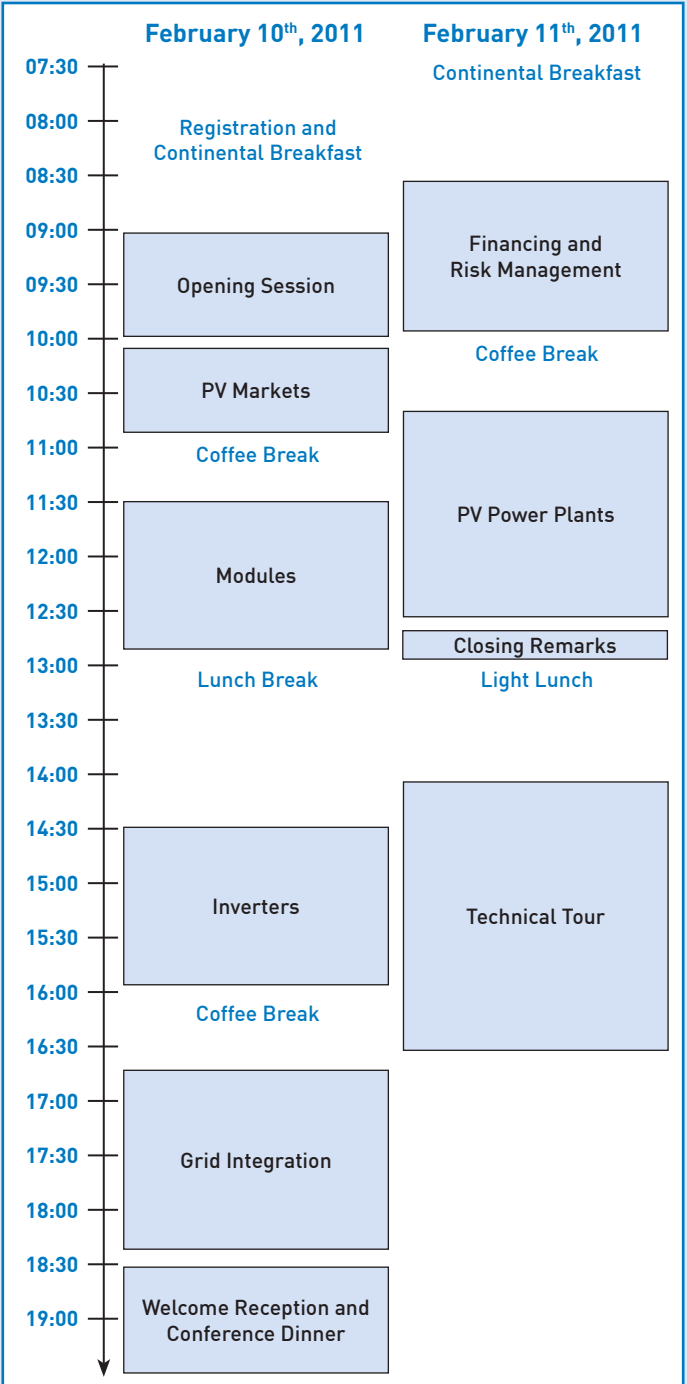 February 10th, 2011
February 11th, 2011
07:30
Continental Breakfast
08:00
Registration and
Continental Breakfast
08:30
09:00
Financing and
Risk Management
09:30
Opening Session
10:00
Coffee Break
10:30
PV Markets
11:00
Coffee Break
11:30
PV Power Plants
12:00
Modules
12:30
Closing Remarks
13:00
Lunch Break
Light Lunch
13:30
14:00
14:30
15:00
Inverters
Technical Tour
15:30
16:00
Coffee Break
16:30
17:00
17:30
Grid Integration
18:00
18:30
Welcome Reception and
Conference Dinner
19:00